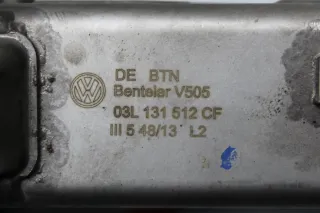 DE BTN
Benteler V505
03L 131 512 CF
III 5 48/13 L2